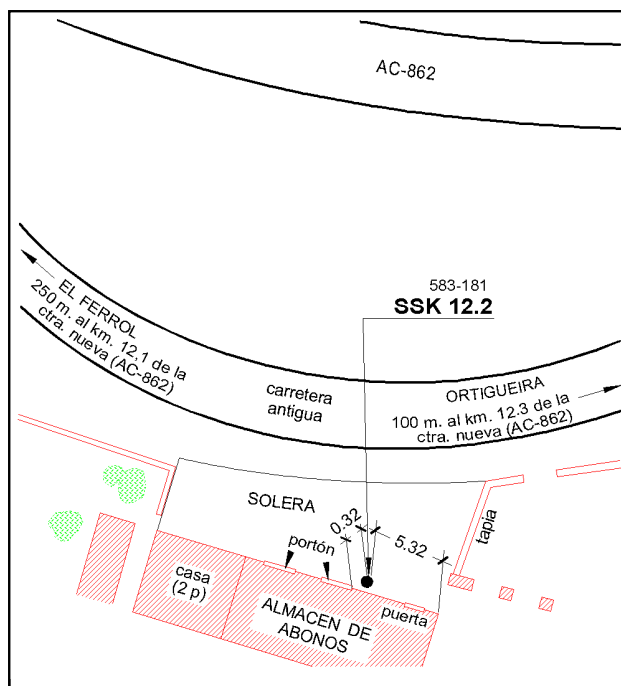 AC-862
583-181
SSK 12.2
EL FERROL
250 m. al km. 12,1 de la
ctra. nueva (AC-862)
carretera
antigua
ORTIGUEIRA
100 m. al km. 12.3 de la
ctra. nueva (AC-862)
SOLERA
0.32
5.32
tapia
portón
casa
(2 p)
puerta
ALMACEN DE
ABONOS